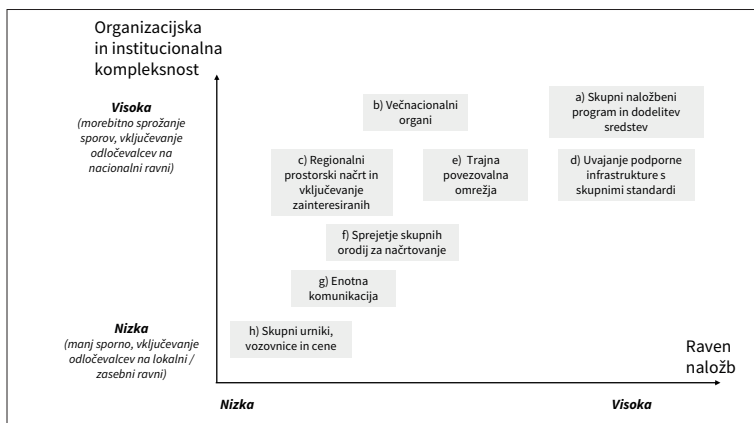 Organizacijska
in institucionalna
kompleksnost
Visoka
(morebitno sprožanje
sporov, vključevanje
odločevalcev na
nacionalni ravni)
b) Večnacionalni
organi
a) Skupni naložbeni
program in dodelitev
sredstev
c) Regionalni
prostorski načrt in
vključevanje
zainteresiranih
e) Trajna
povezovalna
omrežja
d) Uvajanje podporne
infrastrukture s
skupnimi standardi
f) Sprejetje skupnih
orodij za načrtovanje
g) Enotna
komunikacija
h) Skupni urniki,
vozovnice in cene
Nizka
(manj sporno, vključevanje
odločevalcev na lokalni /
zasebni ravni)
Raven
naložb
Nizka
Visoka